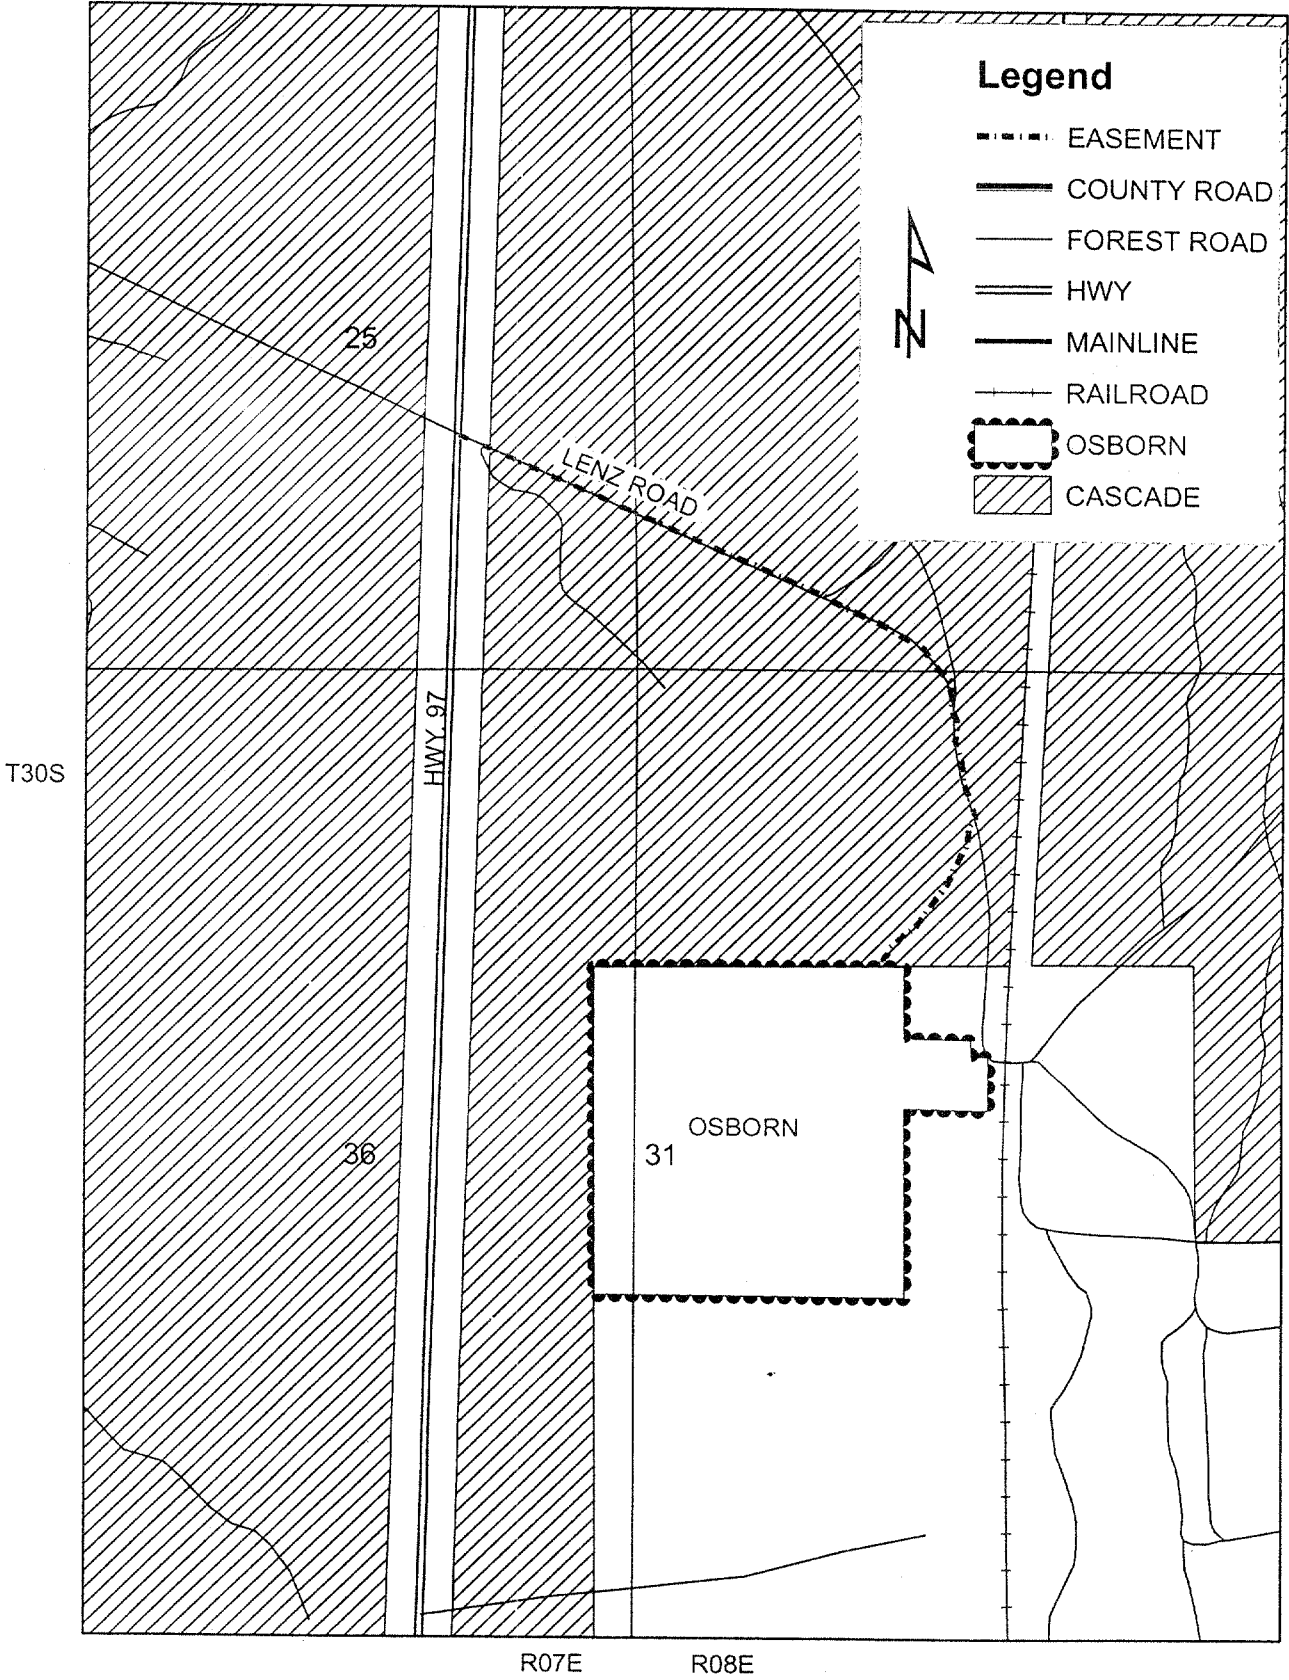 Legend
EASEMENT
COUNTY ROAD
FOREST ROAD
HWY
MAINLINE
RAILROAD
OSBORN
CASCADE
N
25
LENZ ROAD
HWY 97
T30S
OSBORN
36
31
R07E R08E